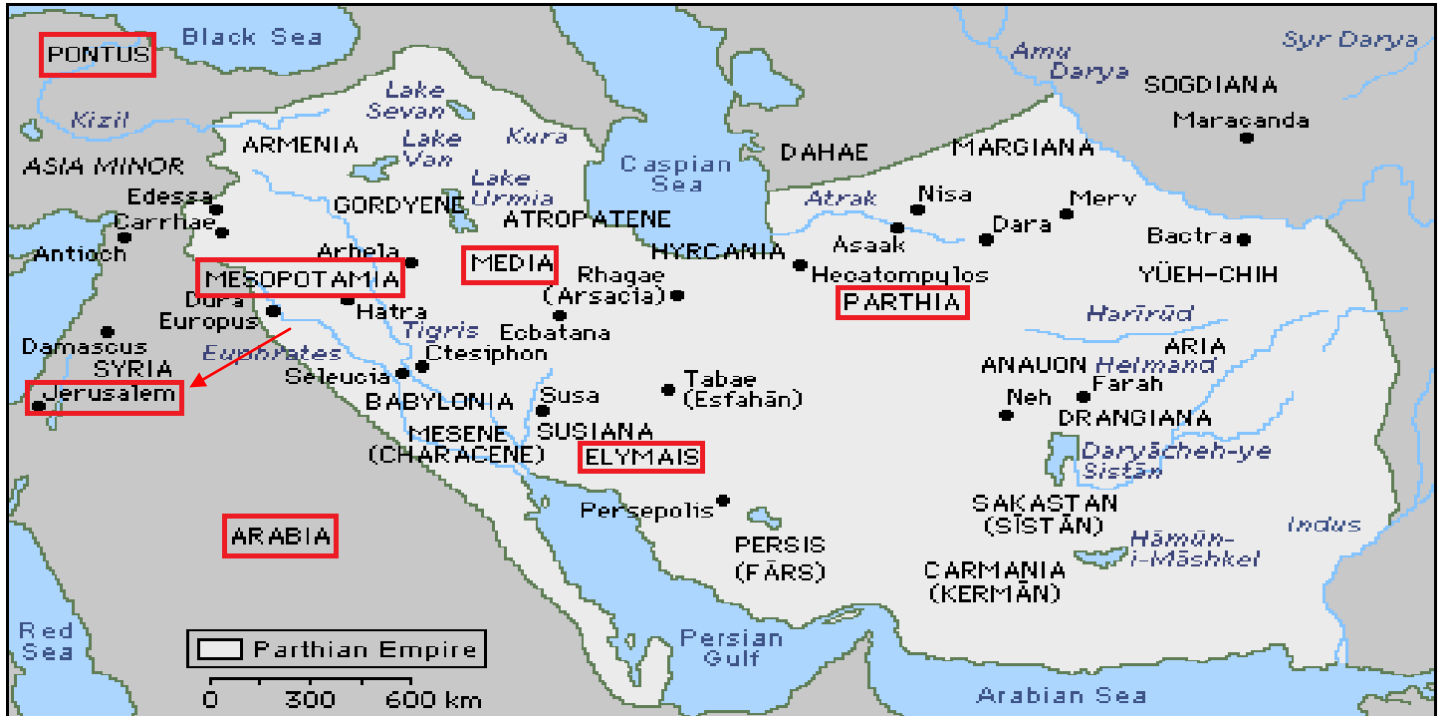 Black Sea
PONTUS
Kizil
ASIA MINOR
Lake
Sevan
Lake
Van
Kura
ARMENIA
Lake
Urmia
GORDYENE
ATROPATENE
Caspian
Sea
DAHAE
Amu
Darya
Syr Darya
SOGDIANA
Maracanda
MARGIANA
Edessa
Carrhae
Antioch
Atrak
Nisa
Asaak
Merv
Dara
Bactra
YÜEH-CHIH
HYRCANIA
Hecatompylos
PARTHIA
Arbela
MESOPOTAMIA
MEDIA
Rhagae
(Arsacia)
Dura
Europus
Hatra
Tigris
Ecbatana
Harīrūd
ARIA
Damascus
SYRIA
Jerusalem
Euphrates
Ctesiphon
Seleucia
BABYLONIA
Susa
Tabae
(Esfahān)
ANAUON
Helmand
Farah
Neh
DRANGIANA
MESENE
(CHARACENE)
SUSIANA
ELYMAIS
Daryācheh-ye
Sīstān
Persepolis
SAKASTAN
(SĪSTĀN)
Indus
ARABIA
PERSIS
(FĀRS)
Hāmūn-
i-Māshkel
CARMANIA
(KERMĀN)
Red
Sea
Parthian Empire
0 300 600 km
Persian
Gulf
Arabian Sea